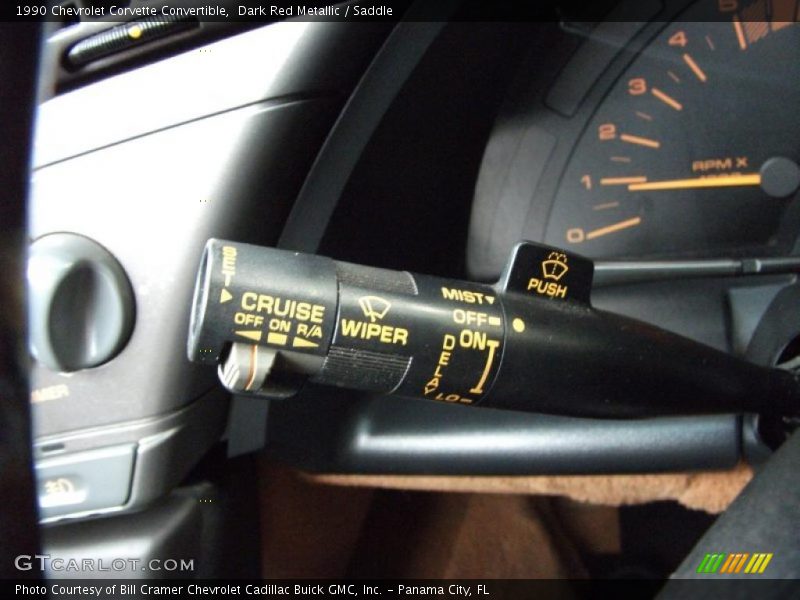 1990 Chevrolet Corvette Convertible,  Dark Red Metallic / Saddle
5
4
3
2
1
0
RPM X
SET
CRUISE
OFF ON R/A
WIPER
MIST
OFF
ON
DELAY
LO
PUSH
GTCARLOT.COM
Photo Courtesy of Bill Cramer Chevrolet Cadillac Buick GMC, Inc. - Panama City, FL